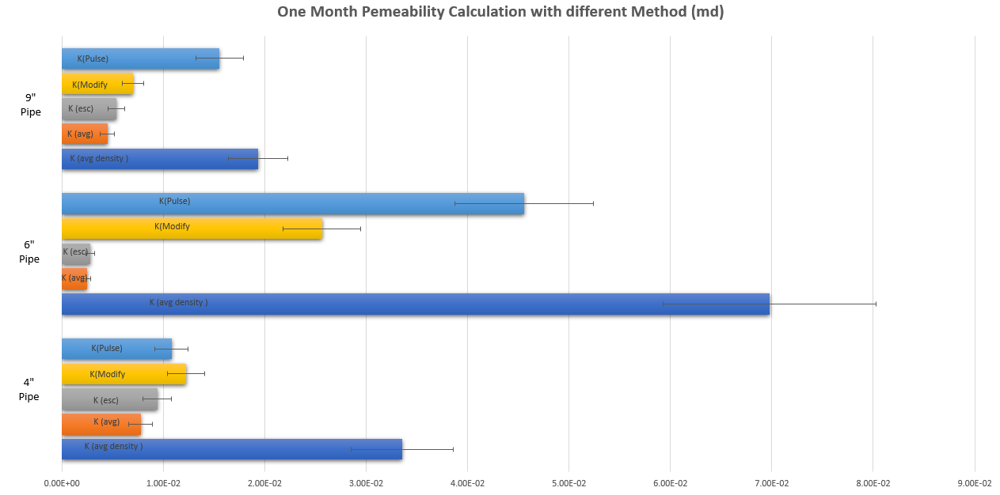 One Month Pemeability Calculation with different Method (md)
K(Pulse)
K(Modify
9"
Pipe
K (esc)
K (avg)
K (avg density )
K(Pulse)
K(Modify
6"
Pipe
K (esc)
K (avg)
K (avg density )
K(Pulse)
K(Modify
4"
Pipe
K (esc)
K (avg)
K (avg density )
0.00E+00 1.00E-02 2.00E-02 3.00E-02 4.00E-02 5.00E-02 6.00E-02 7.00E-02 8.00E-02 9.00E-02